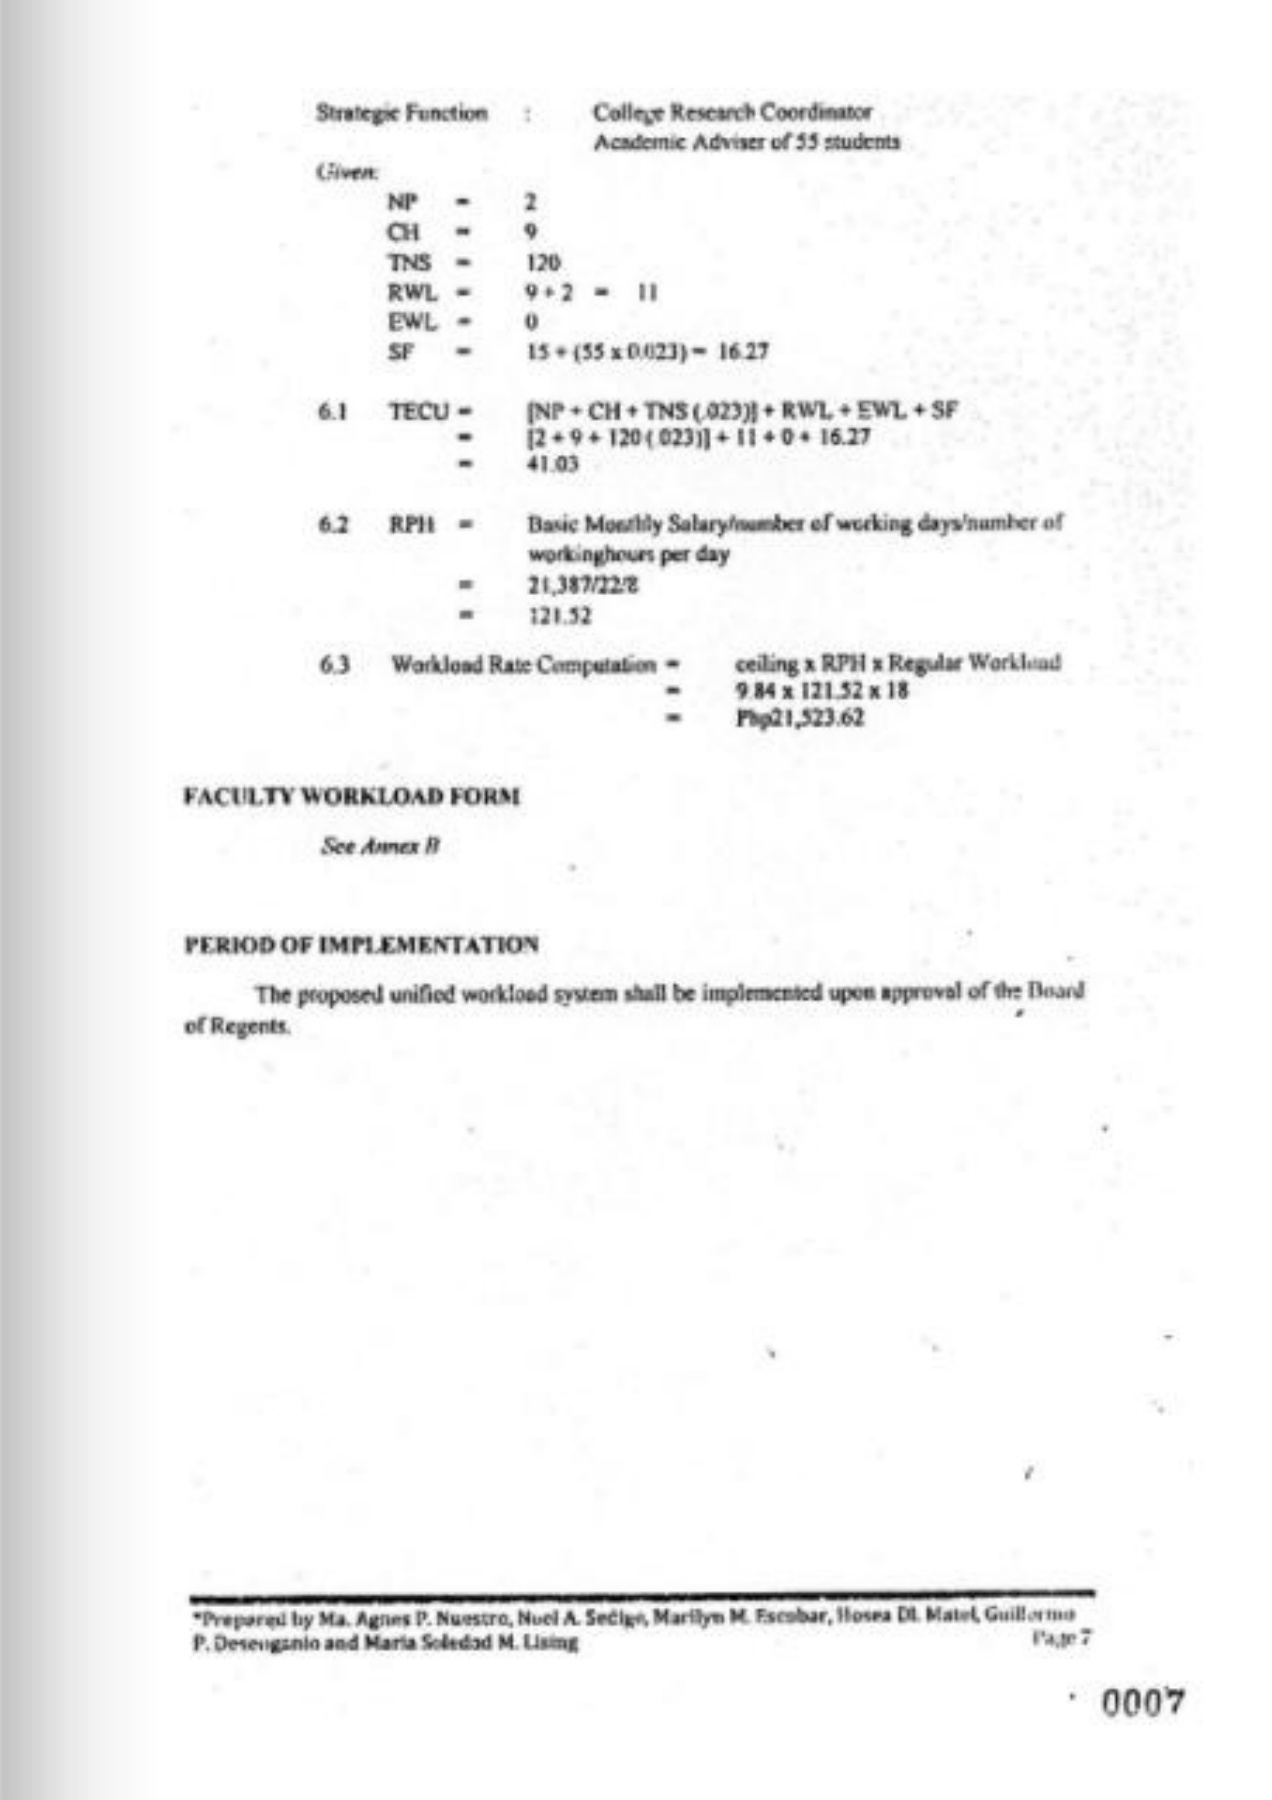 Strategic Function : College Research Coordinator
Academic Adviser of 55 students
Given:
NP = 2
CH = 9
TNS = 120
RWL = 9 + 2 = 11
EWL = 0
SF = 15 + (55 x 0.023) = 16.27
6.1 TECU = [NP + CH + TNS (.023)] + RWL + EWL + SF
= [2 + 9 + 120 (.023)] + 11 + 0 + 16.27
= 41.03
6.2 RPH = Basic Monthly Salary/number of working days/number of
workinghours per day
= 21,387/22/8
= 121.52
6.3 Workload Rate Computation = ceiling x RPH x Regular Workload
= 9.84 x 121.52 x 18
= Php21,523.62
FACULTY WORKLOAD FORM
See Annex B
PERIOD OF IMPLEMENTATION
The proposed unified workload system shall be implemented upon approval of the Board
of Regents.
*Prepared by Ma. Agnes P. Nuestro, Nuel A. Marilyn M. Escobar, Hosea DL. Matel, Guillermo
P. and Maria Soledad M. Lising
Page 7
0007